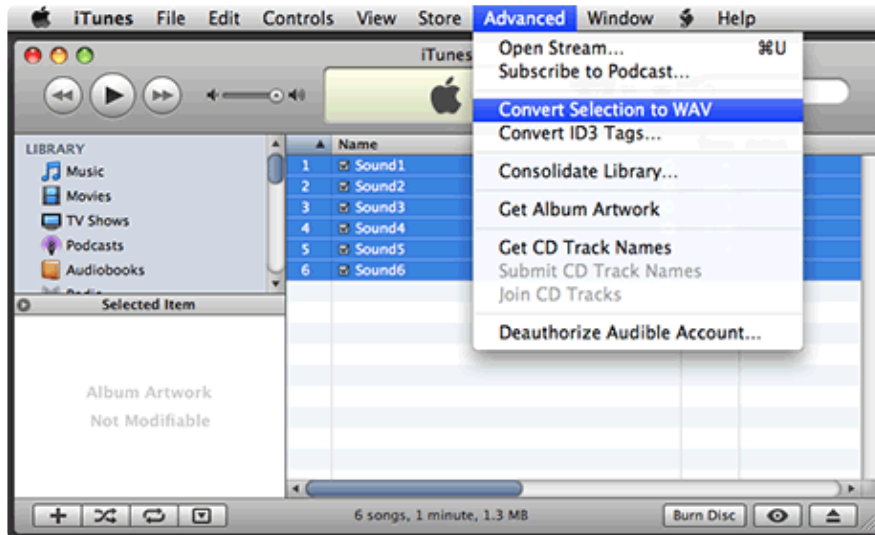 iTunes File Edit Controls View Store Advanced Window Help
iTunes
Open Stream... ⌘U
Subscribe to Podcast...
Convert Selection to WAV
Convert ID3 Tags...
Consolidate Library...
Get Album Artwork
Get CD Track Names
Submit CD Track Names
Join CD Tracks
Deauthorize Audible Account...
LIBRARY
Music
Movies
TV Shows
Podcasts
Audiobooks
Name
1 Sound1
2 Sound2
3 Sound3
4 Sound4
5 Sound5
6 Sound6
Selected Item
Album Artwork
Not Modifiable
6 songs, 1 minute, 1.3 MB
Burn Disc